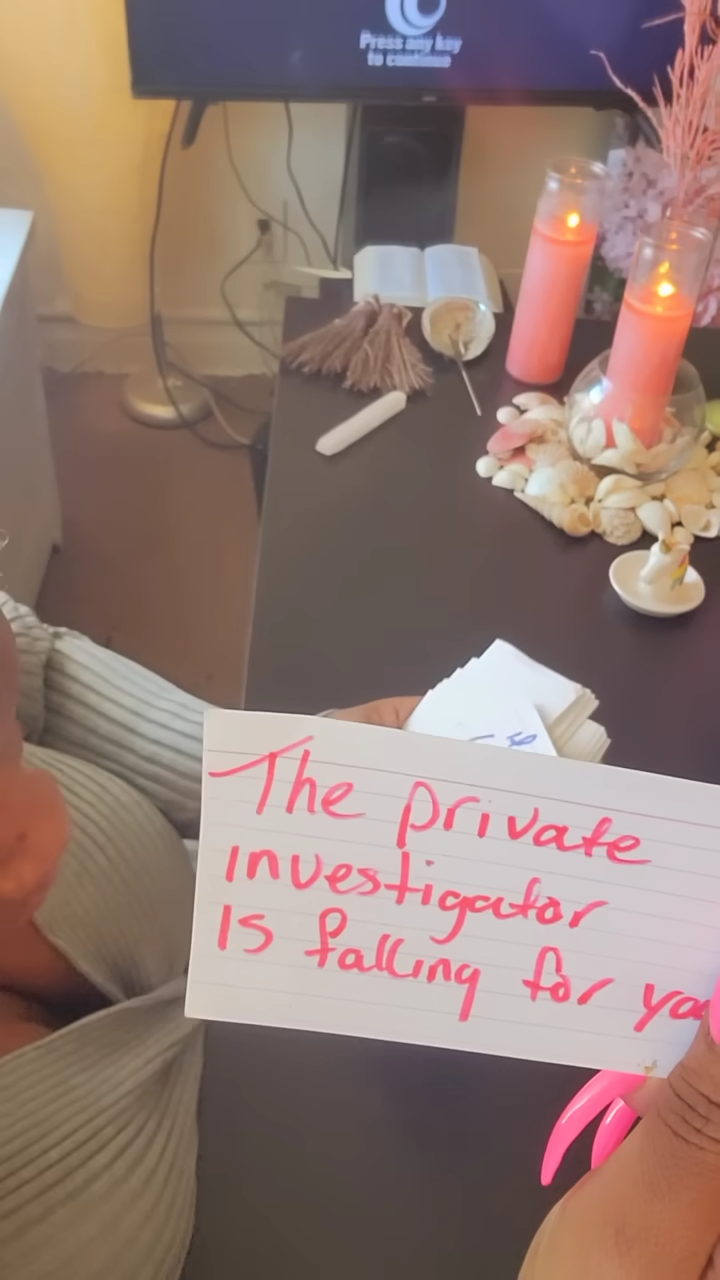 Press any key
to continue
The private
investigator
Is falling for you